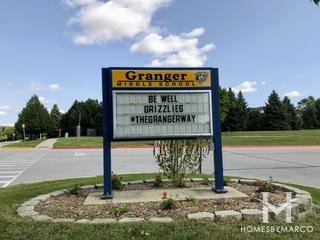 Granger
MIDDLE SCHOOL
BE WELL
GRIZZLIES
#THEGRANGERWAY
H
HOMESBYMARCO